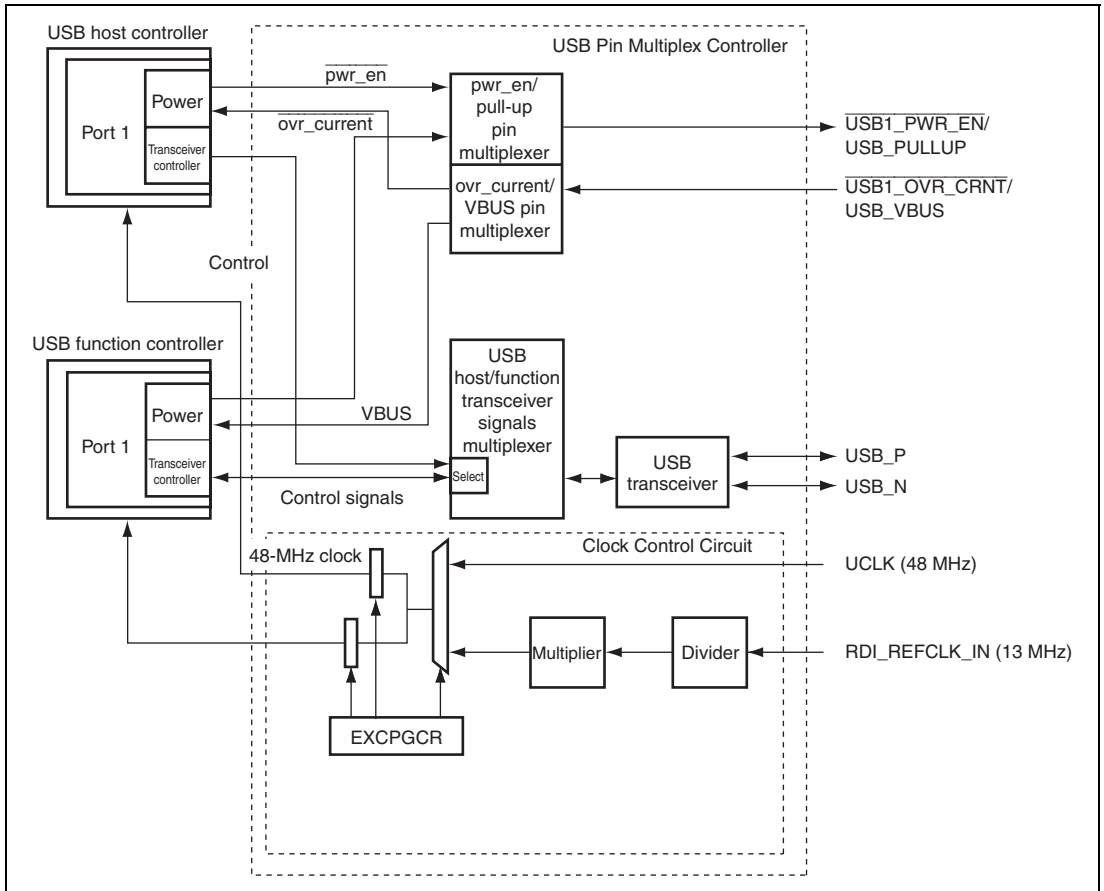 USB host controller
USB Pin Multiplex Controller
Port 1
Power
Transceiver
controller
pwr_en
ovr_current
pwr_en/
pull-up
pin
multiplexer
ovr_current/
VBUS pin
multiplexer
USB1_PWR_EN/
USB_PULLUP
USB1_OVR_CRNT/
USB_VBUS
Control
USB function controller
Port 1
Power
Transceiver
controller
VBUS
Control signals
USB
host/function
transceiver
signals
multiplexer
Select
USB
transceiver
USB_P
USB_N
48-MHz clock
Clock Control Circuit
UCLK (48 MHz)
Multiplier
Divider
RDI_REFCLK_IN (13 MHz)
EXCPGCR